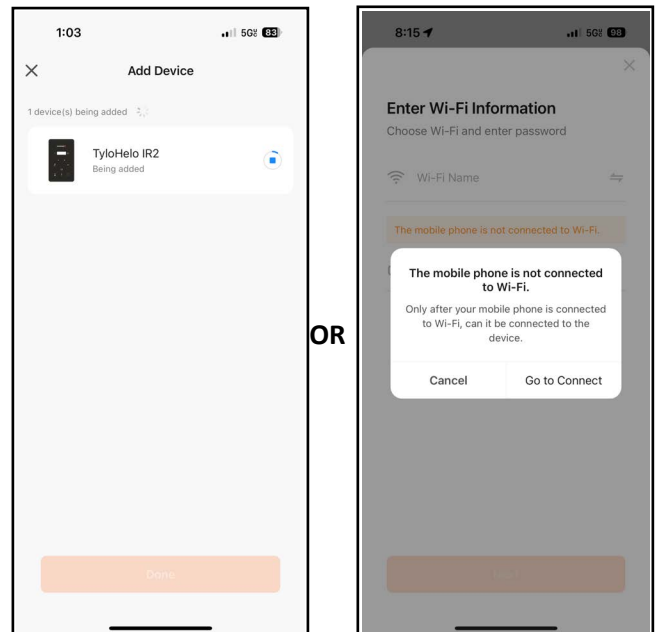 1:03
5G
83
Add Device
1 device(s) being added
TyloHelo IR2
Being added
Done
OR
8:15
5G
98
Enter Wi-Fi Information
Choose Wi-Fi and enter password
Wi-Fi Name
The mobile phone is not connected to Wi-Fi.
The mobile phone is not connected
to Wi-Fi.
Only after your mobile phone is connected
to Wi-Fi, can it be connected to the
device.
Cancel
Go to Connect